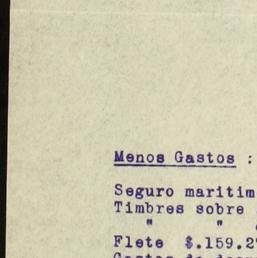 Menos Gastos :
Seguro maritim
Timbres sobre
" "
Flete $.159.2